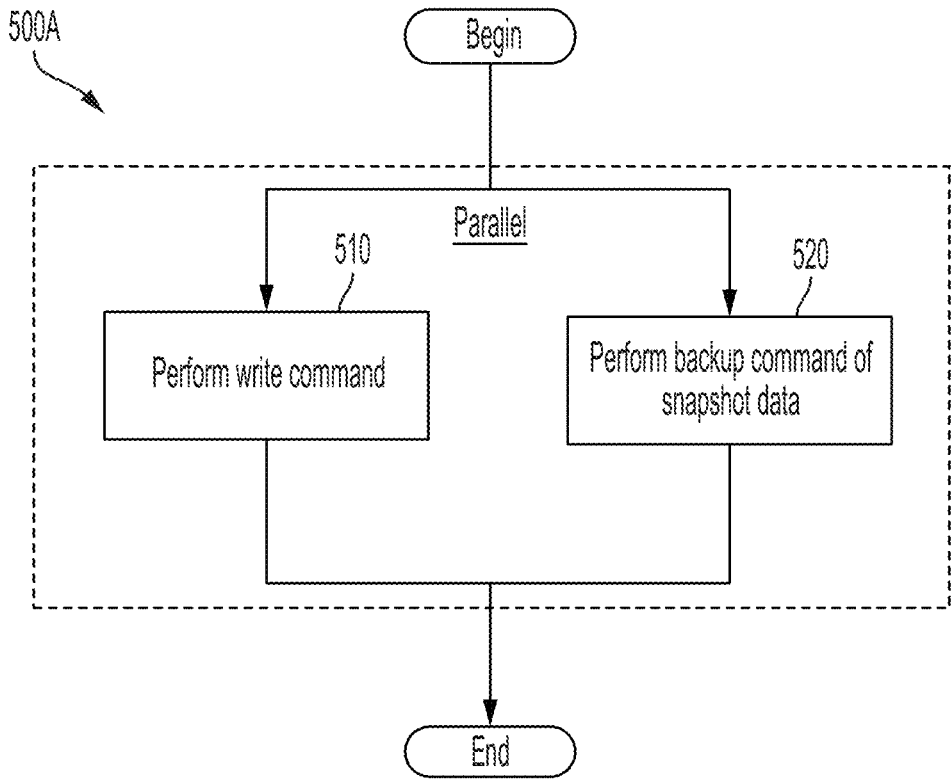 500A
Begin
Parallel
510
520
Perform write command
Perform backup command of
snapshot data
End